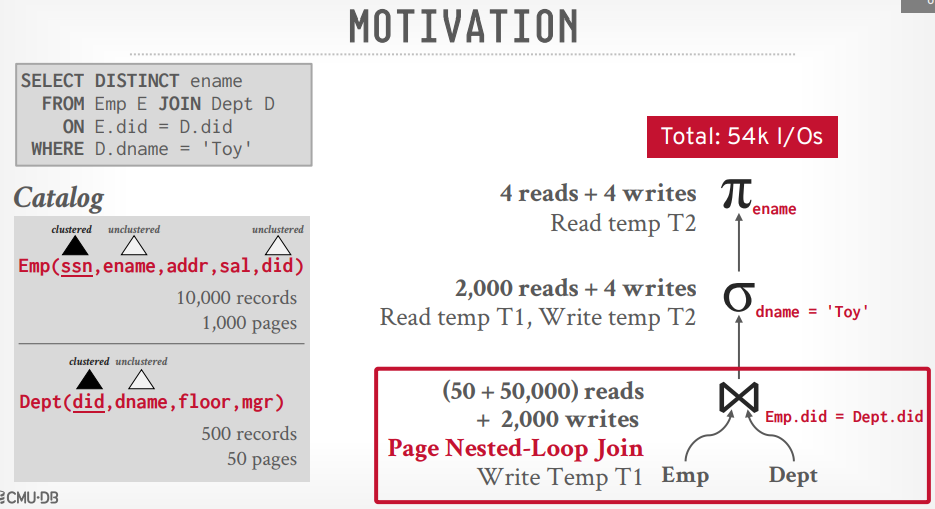 MOTIVATION
SELECT DISTINCT ename
FROM Emp E JOIN Dept D
ON E.did = D.did
WHERE D.dname = 'Toy'
Catalog
clustered unclustered unclustered
Emp(ssn,ename,addr,sal,did)
10,000 records
1,000 pages
clustered unclustered
Dept(did,dname,floor,mgr)
500 records
50 pages
Total: 54k I/Os
4 reads + 4 writes
Read temp T2
π ename
2,000 reads + 4 writes
Read temp T1, Write temp T2
σ dname = 'Toy'
(50 + 50,000) reads
+ 2,000 writes
Page Nested-Loop Join
Write Temp T1
⋈ Emp.did = Dept.did
Emp Dept
CMU·DB